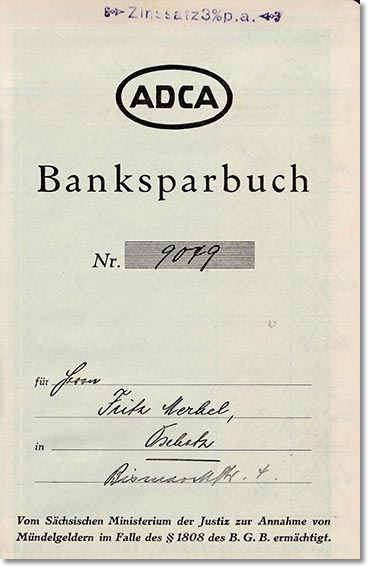 Zinssatz 3% p.a.
ADCA
Banksparbuch
Nr. 9079
für Herrn
Fritz Merkel,
in Oschatz
Bismarckstr. 4.
Vom Sächsischen Ministerium der Justiz zur Annahme von
Mündelgeldern im Falle des § 1808 des B. G. B. ermächtigt.